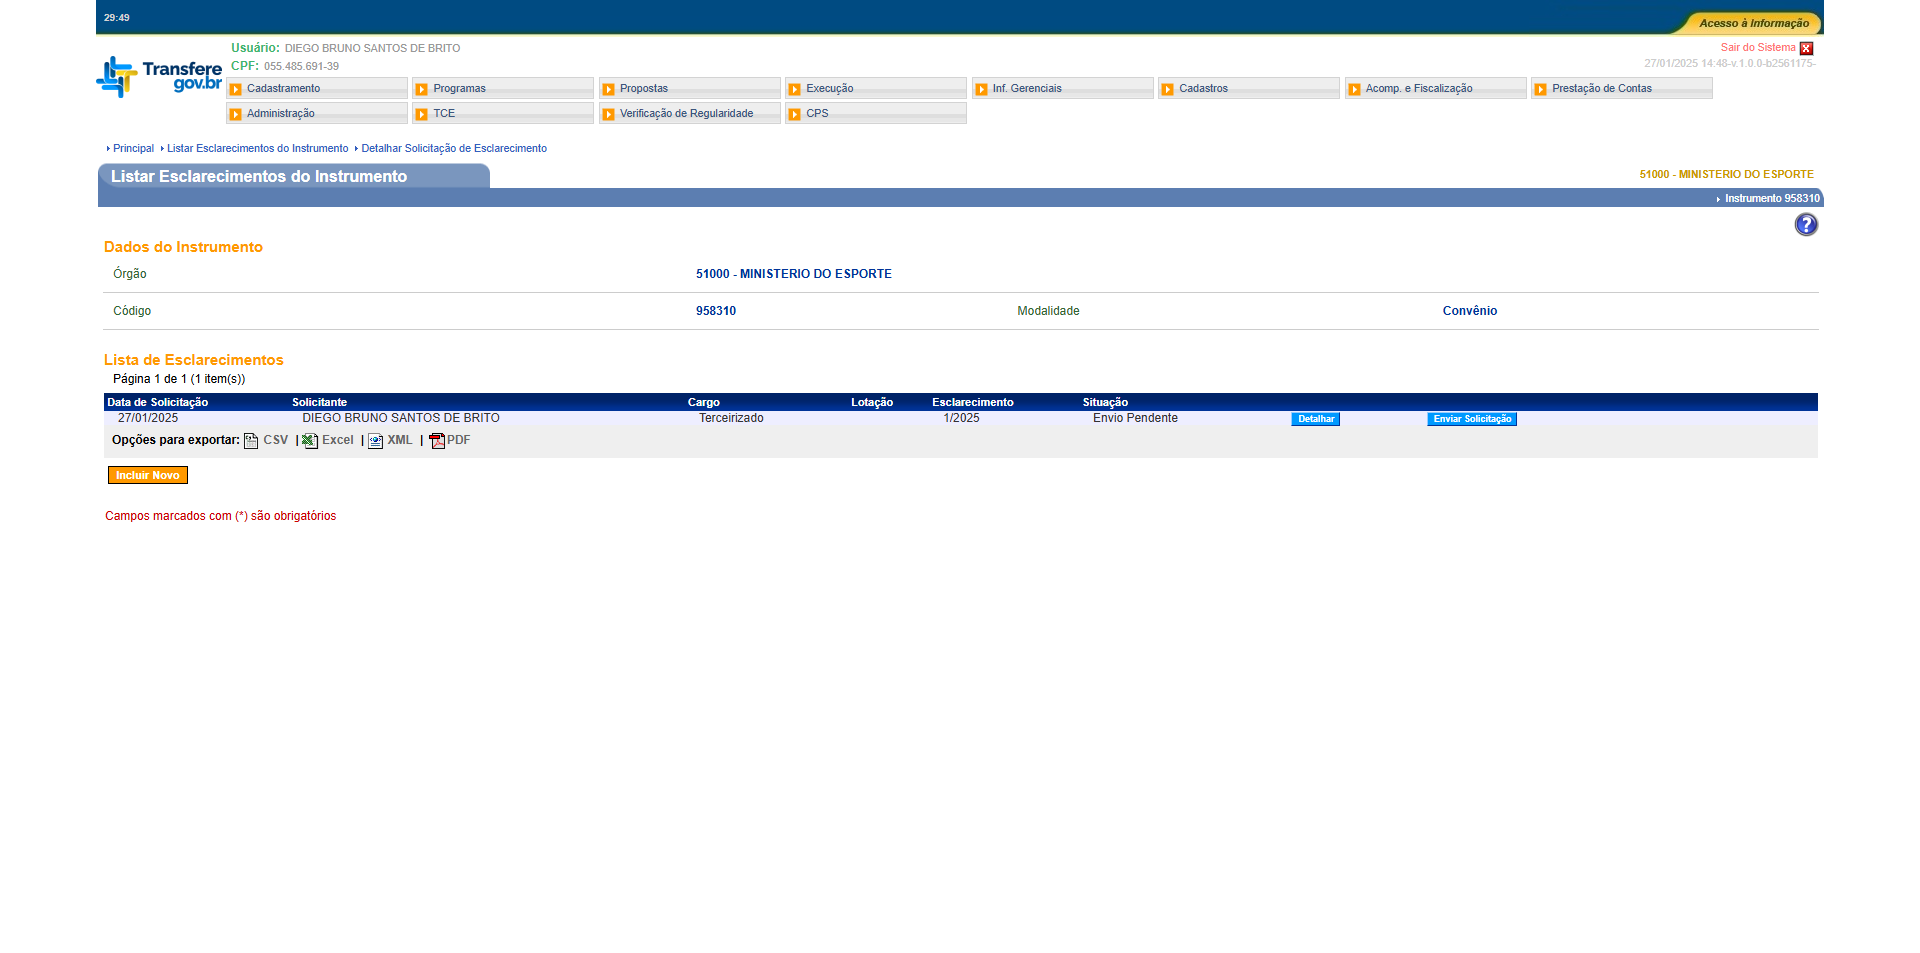 29:49
Acesso à Informação
Usuário: DIEGO BRUNO SANTOS DE BRITO
Sair do Sistema
CPF: 055.485.691-39
27/01/2025 14:48-v.1.0.0-b2561175-
Transfere
gov.br
Cadastramento Programas Propostas Execução Inf. Gerenciais Cadastros Acomp. e Fiscalização Prestação de Contas
Administração TCE Verificação de Regularidade CPS
Principal Listar Esclarecimentos do Instrumento Detalhar Solicitação de Esclarecimento
Listar Esclarecimentos do Instrumento
51000 - MINISTERIO DO ESPORTE
Instrumento 958310
?
Dados do Instrumento
Órgão 51000 - MINISTERIO DO ESPORTE
Código 958310 Modalidade Convênio
Lista de Esclarecimentos
Página 1 de 1 (1 item(s))
Data de Solicitação Solicitante Cargo Lotação Esclarecimento Situação
27/01/2025 DIEGO BRUNO SANTOS DE BRITO Terceirizado 1/2025 Envio Pendente Detalhar Enviar Solicitação
Opções para exportar: CSV | Excel | XML | PDF
Incluir Novo
Campos marcados com (*) são obrigatórios